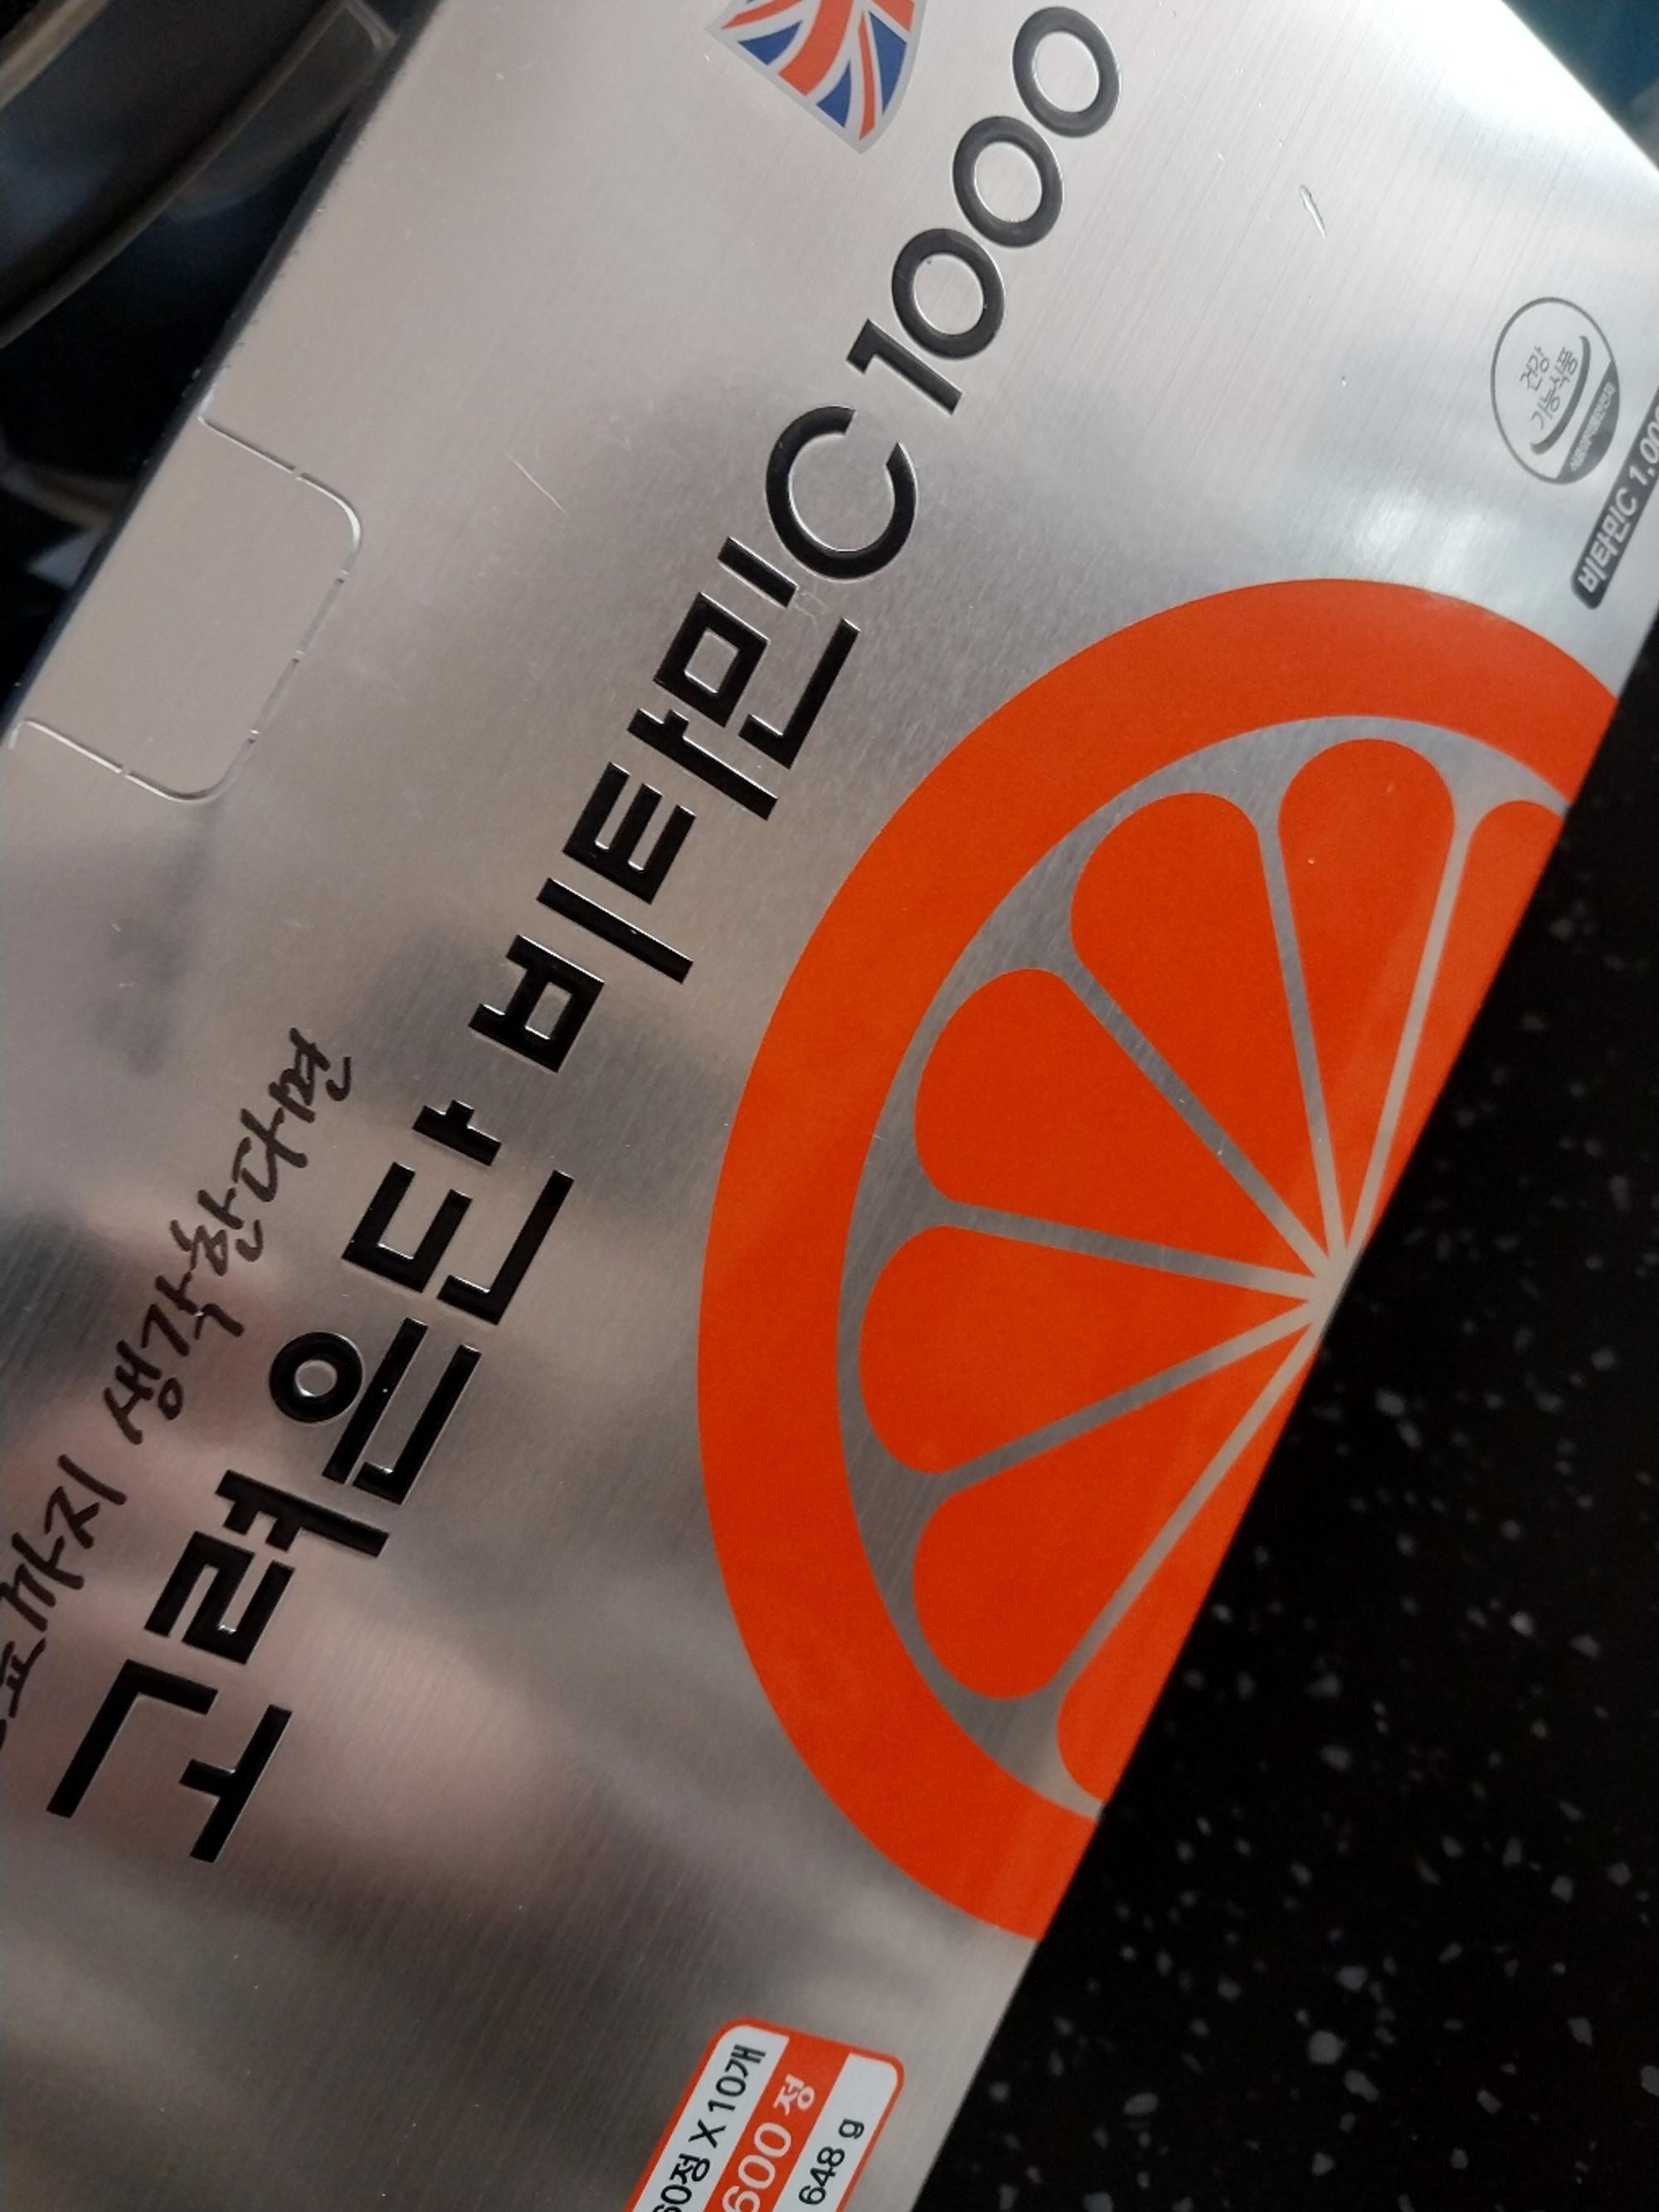 까지 생각한다면
고려은단 비타민C 1000
건강
기능식품
비타민C 1,00
60정 X 10개
600 정
648 g